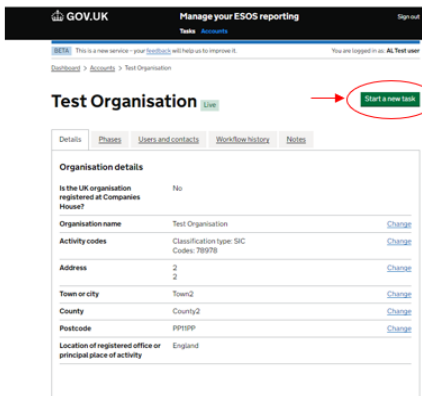 GOV.UK Manage your ESOS reporting Sign out
Tasks Accounts
BETA This is a new service – your feedback will help us to improve it. You are logged in as: AL Test user
Dashboard > Accounts > Test Organisation
Test Organisation Live Start a new task
Details Phases Users and contacts Workflow history Notes
Organisation details
Is the UK organisation No
registered at Companies
House?
Organisation name Test Organisation Change
Activity codes Classification type: SIC Change
Codes: 78978
Address 2 Change
2
Town or city Town2 Change
County County2 Change
Postcode PP11PP Change
Location of registered office or England
principal place of activity